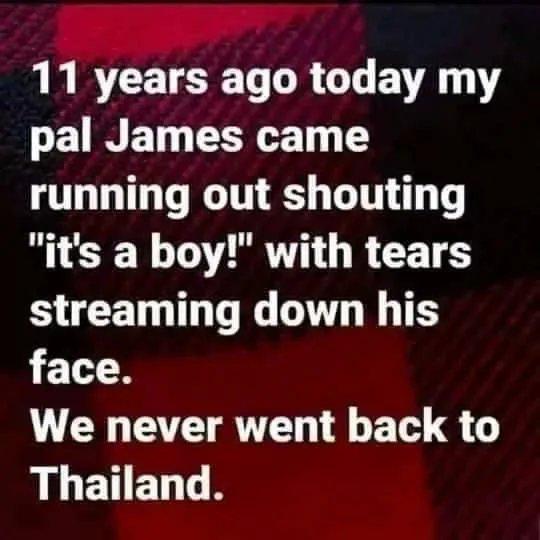 11 years ago today my
pal James came
running out shouting
"it's a boy!" with tears
streaming down his
face.
We never went back to
Thailand.